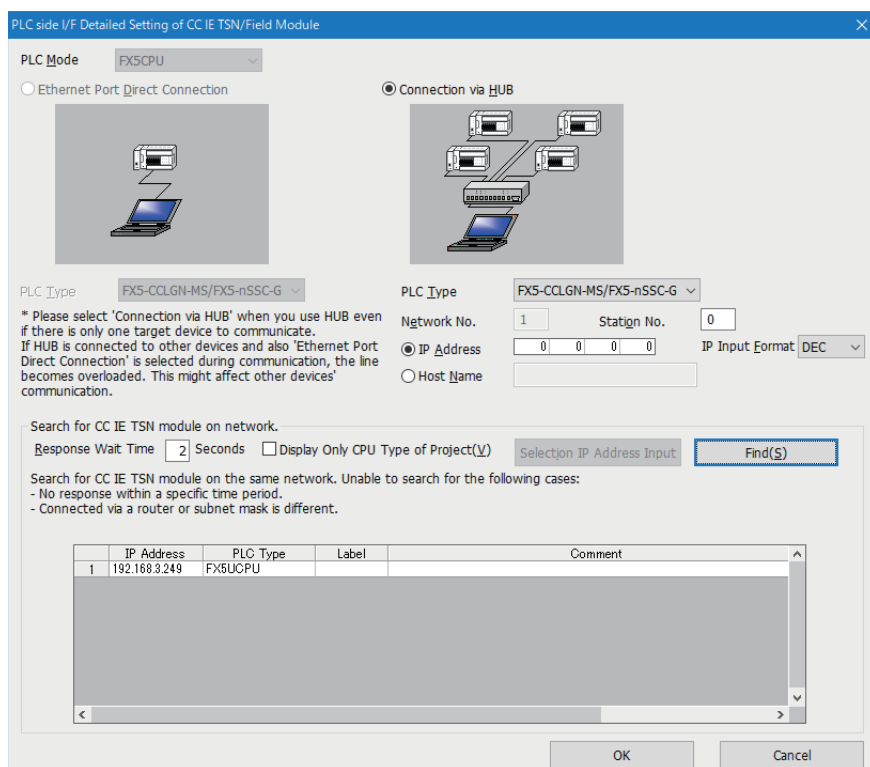 PLC side I/F Detailed Setting of CC IE TSN/Field Module
PLC Mode
FX5CPU
Ethernet Port Direct Connection
Connection via HUB
PLC Type
FX5-CCLGN-MS/FX5-nSSC-G
* Please select 'Connection via HUB' when you use HUB even
if there is only one target device to communicate.
If HUB is connected to other devices and also 'Ethernet Port
Direct Connection' is selected during communication, the line
becomes overloaded. This might affect other devices'
communication.
PLC Type
FX5-CCLGN-MS/FX5-nSSC-G
Network No.
1
Station No.
0
IP Address
0 0 0 0
IP Input Format
DEC
Host Name
Search for CC IE TSN module on network.
Response Wait Time
2
Seconds
Display Only CPU Type of Project(V)
Selection IP Address Input
Find(S)
Search for CC IE TSN module on the same network. Unable to search for the following cases:
- No response within a specific time period.
- Connected via a router or subnet mask is different.
IP Address PLC Type Label Comment
1 192.168.3.249 FX5UCPU
OK
Cancel